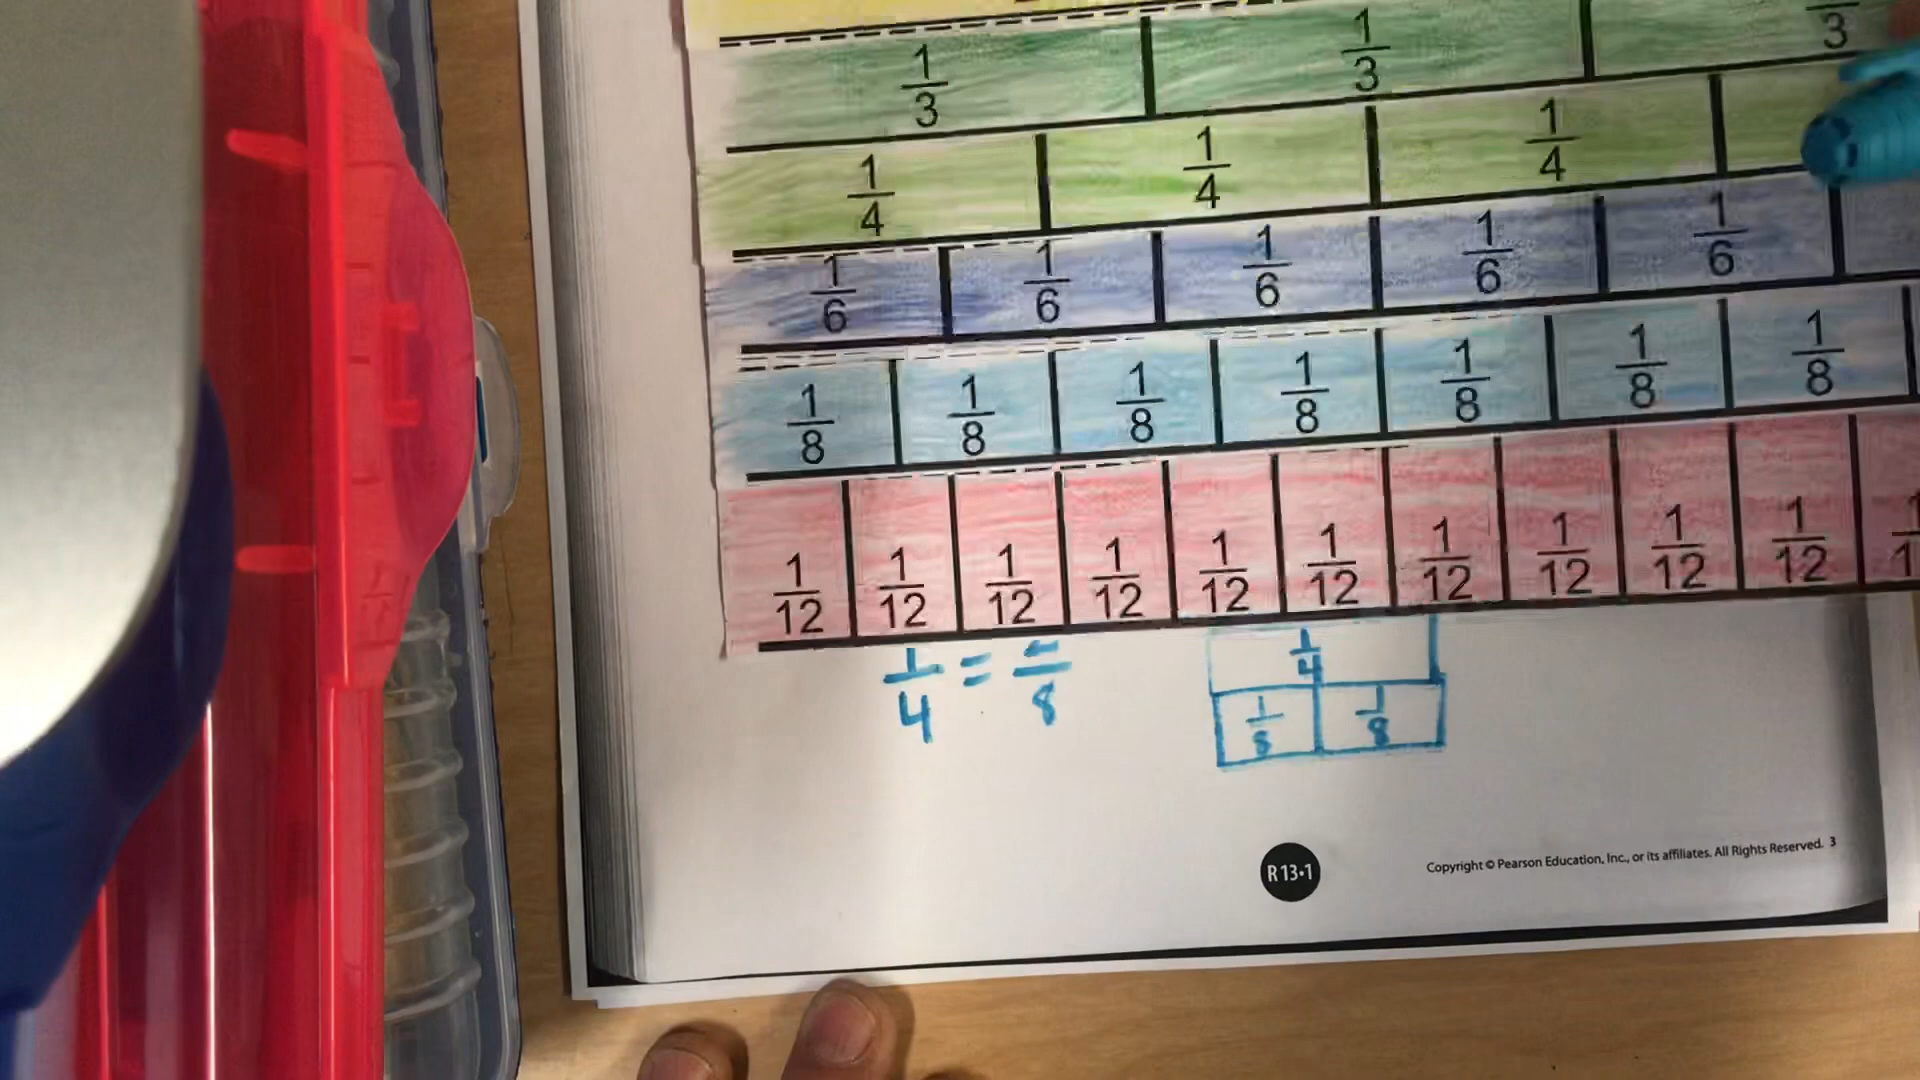 1/3 1/3 3
1/4 1/4 1/4
1/6 1/6 1/6 1/6 1/6
1/8 1/8 1/8 1/8 1/8 1/8 1/8
1/12 1/12 1/12 1/12 1/12 1/12 1/12 1/12 1/12 1/12
1/4 = 2/8
1/4
1/8 1/8
R 13•1
Copyright © Pearson Education, Inc., or its affiliates. All Rights Reserved. 3